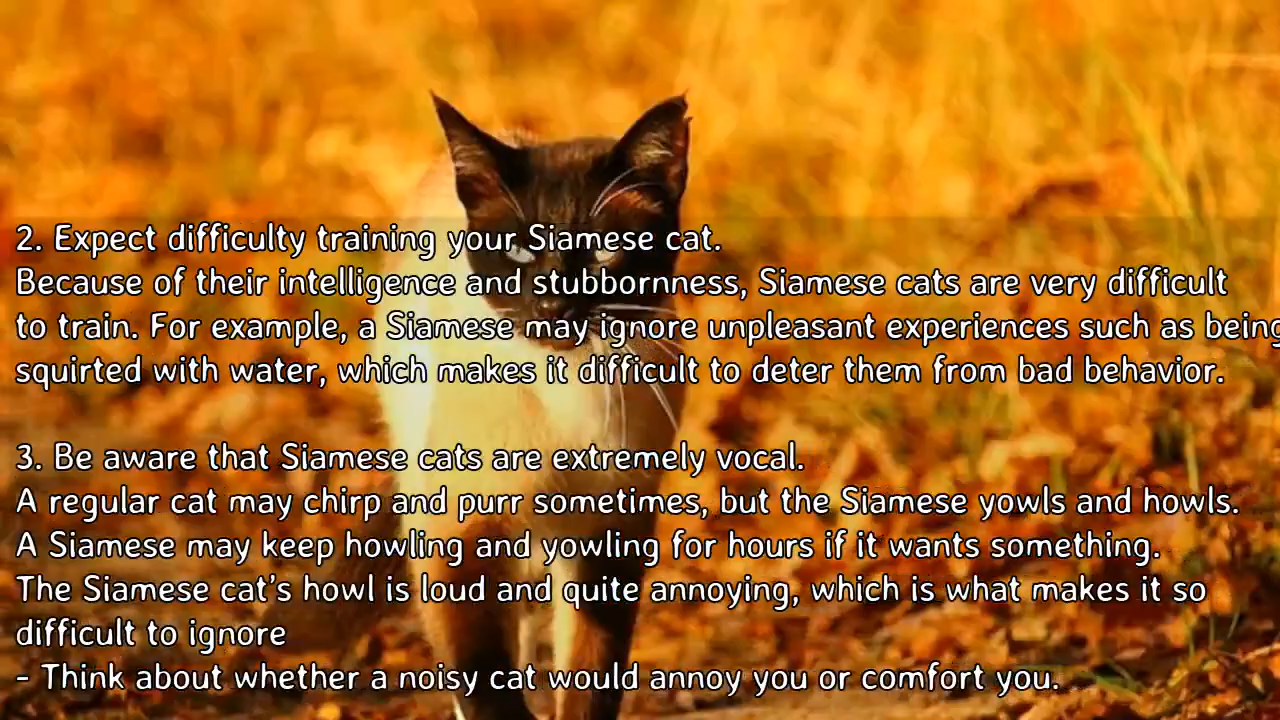 2. Expect difficulty training your Siamese cat.
Because of their intelligence and stubbornness, Siamese cats are very difficult
to train. For example, a Siamese may ignore unpleasant experiences such as being
squirted with water, which makes it difficult to deter them from bad behavior.
3. Be aware that Siamese cats are extremely vocal.
A regular cat may chirp and purr sometimes, but the Siamese yowls and howls.
A Siamese may keep howling and yowling for hours if it wants something.
The Siamese cat's howl is loud and quite annoying, which is what makes it so
difficult to ignore
- Think about whether a noisy cat would annoy you or comfort you.